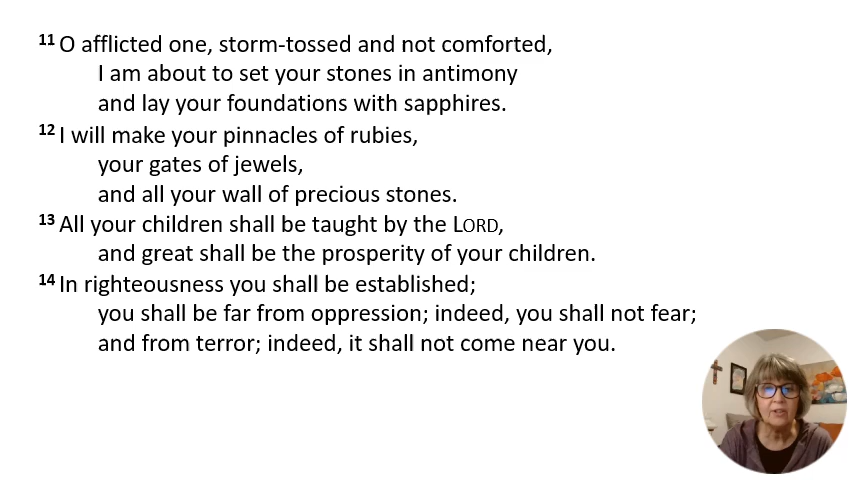 11 O afflicted one, storm-tossed and not comforted,
I am about to set your stones in antimony
and lay your foundations with sapphires.
12 I will make your pinnacles of rubies,
your gates of jewels,
and all your wall of precious stones.
13 All your children shall be taught by the LORD,
and great shall be the prosperity of your children.
14 In righteousness you shall be established;
you shall be far from oppression; indeed, you shall not fear;
and from terror; indeed, it shall not come near you.